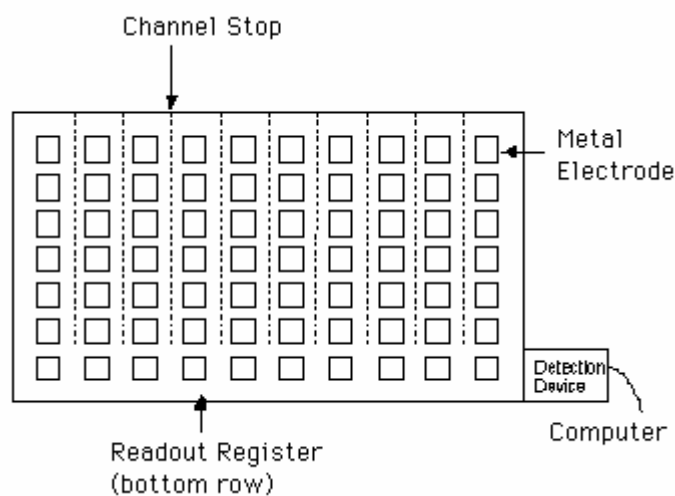 Channel Stop
Metal
Electrode
Detection
Device
Computer
Readout Register
(bottom row)